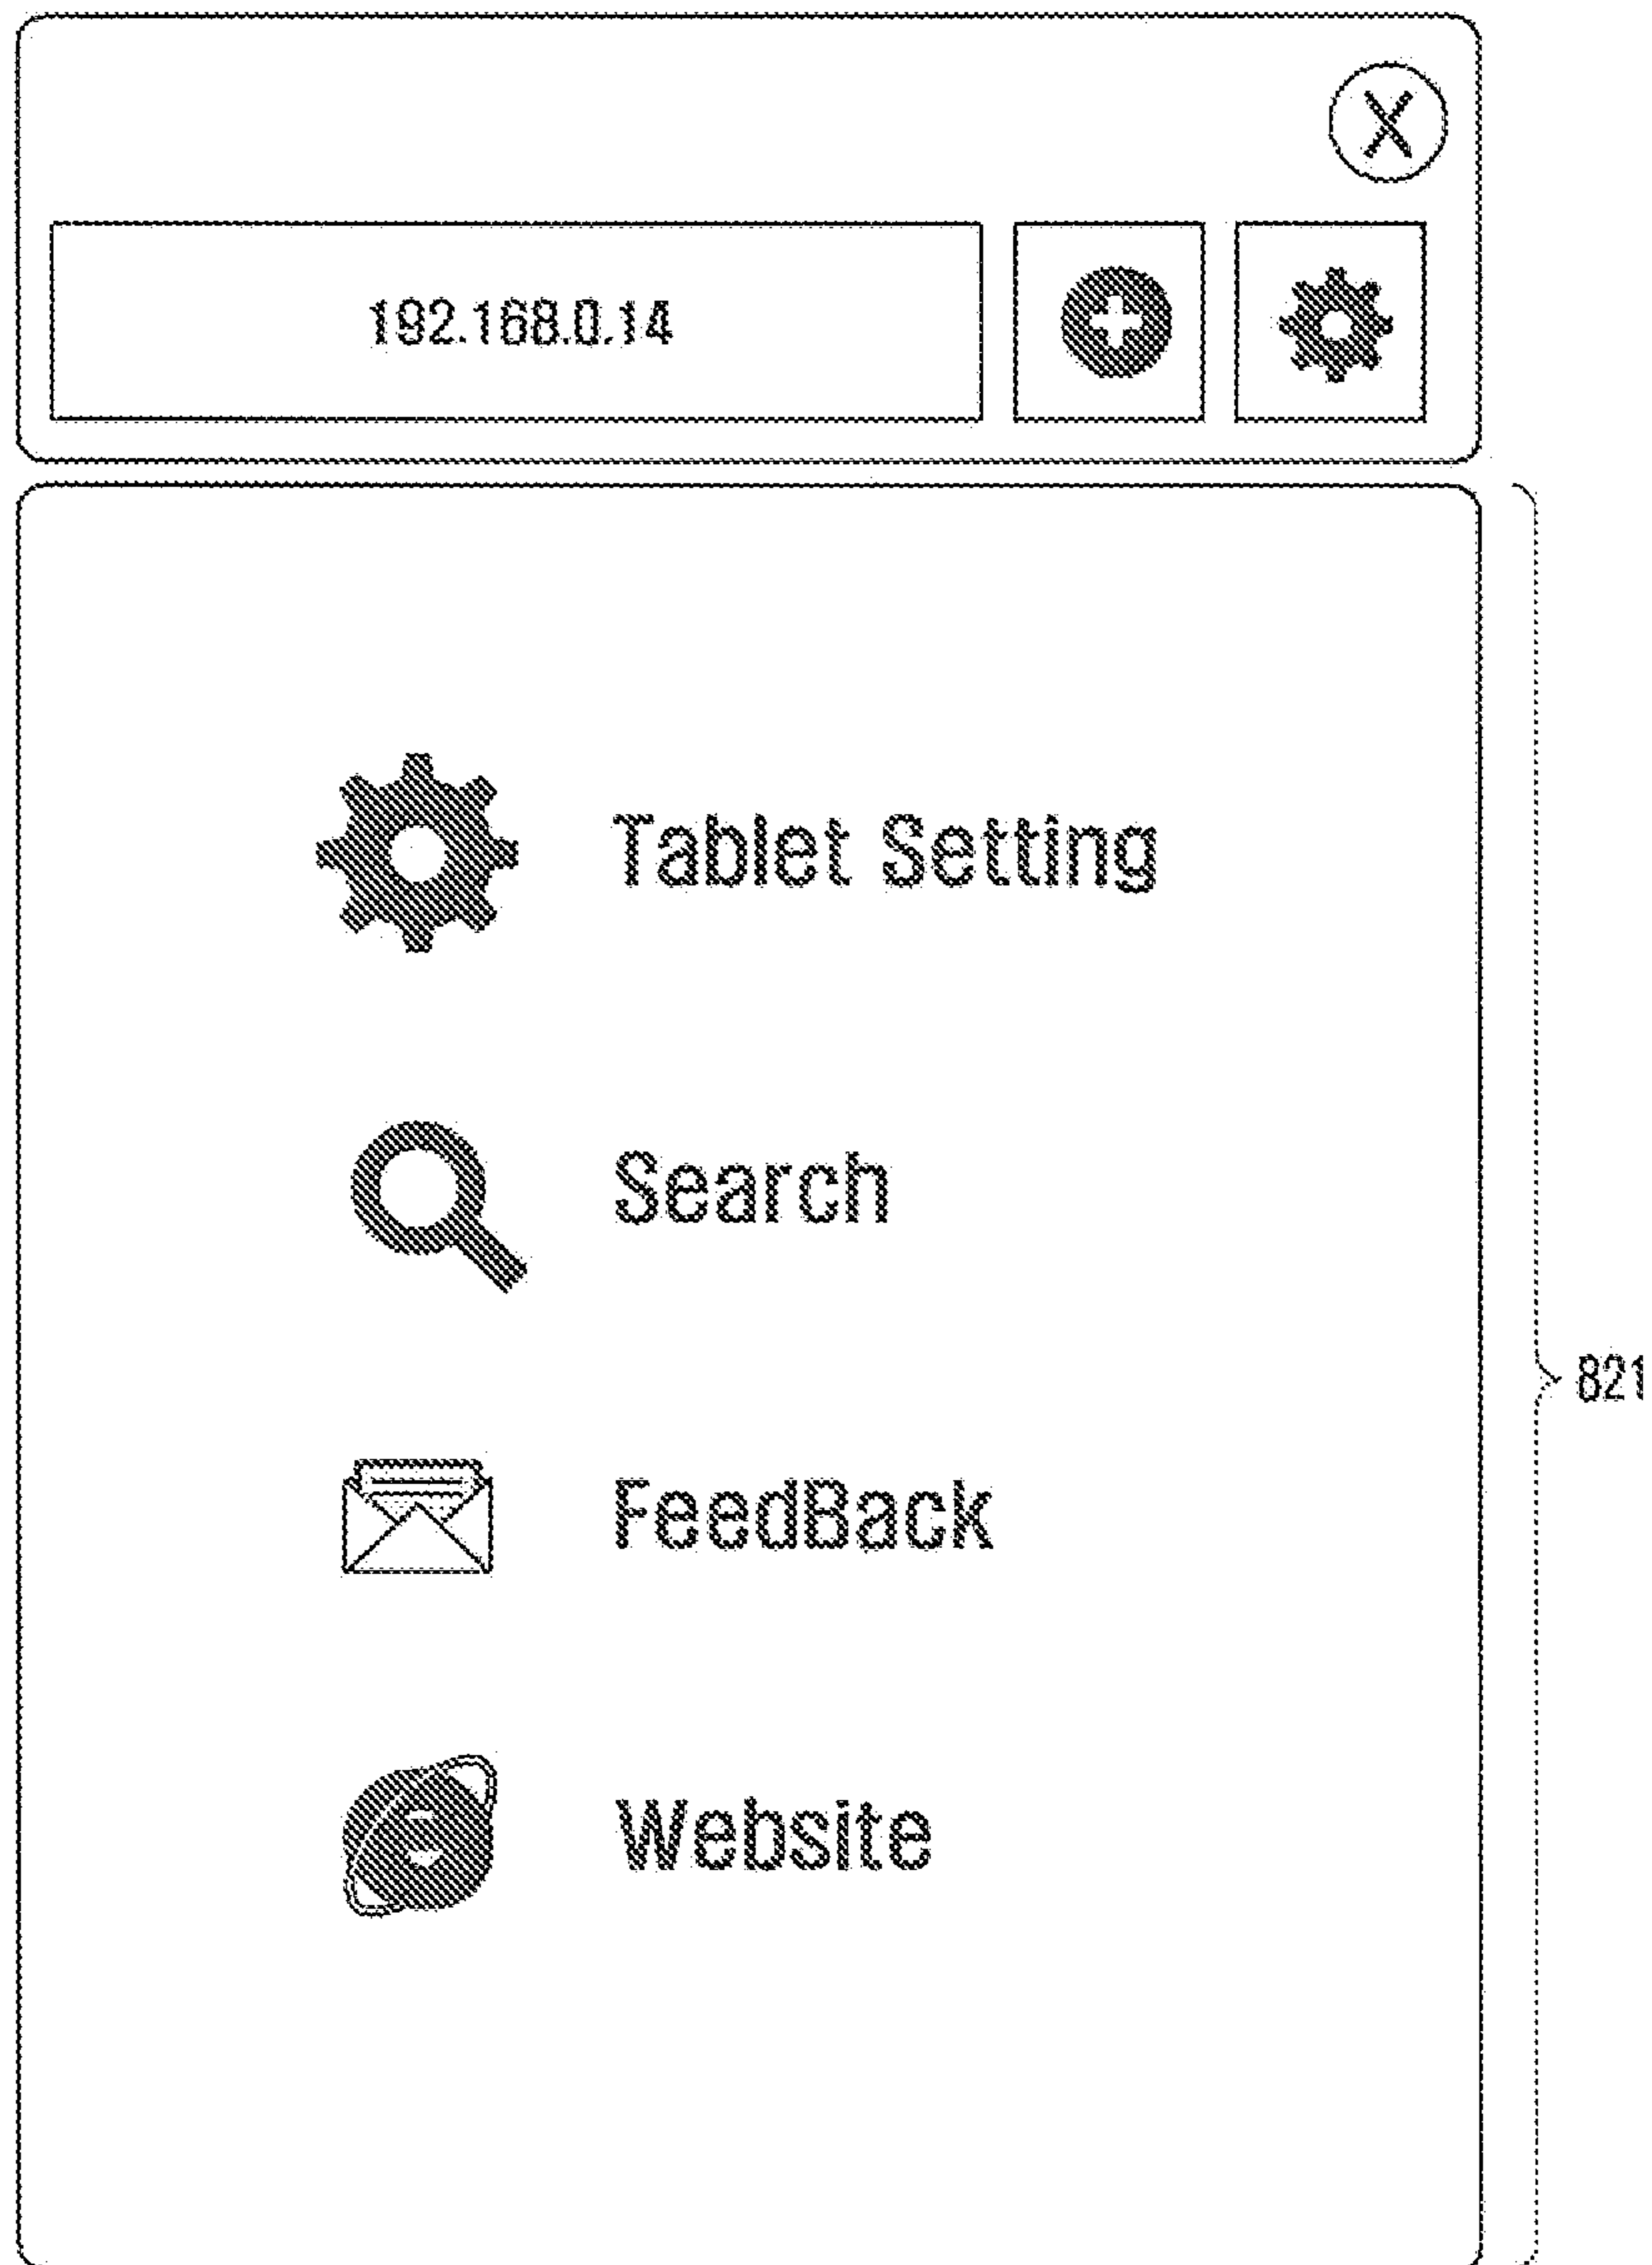 X
192.168.0.14
Tablet Setting
Search
FeedBack
821
Website